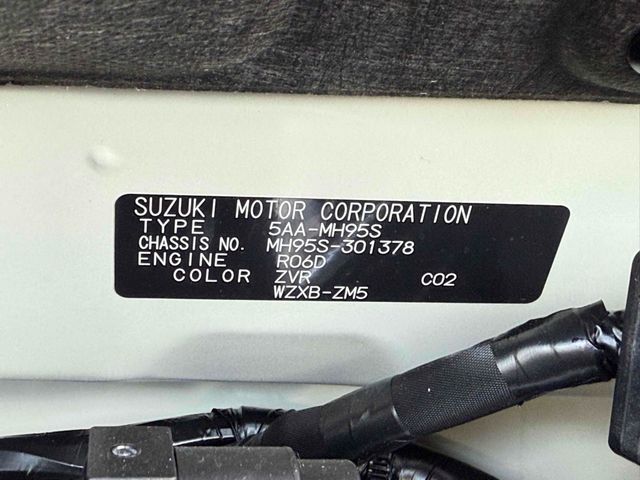 SUZUKI MOTOR CORPORATION
TYPE 5AA-MH95S
CHASSIS NO. MH95S-301378
ENGINE R06D
COLOR ZVR C02
WZXB-ZM5